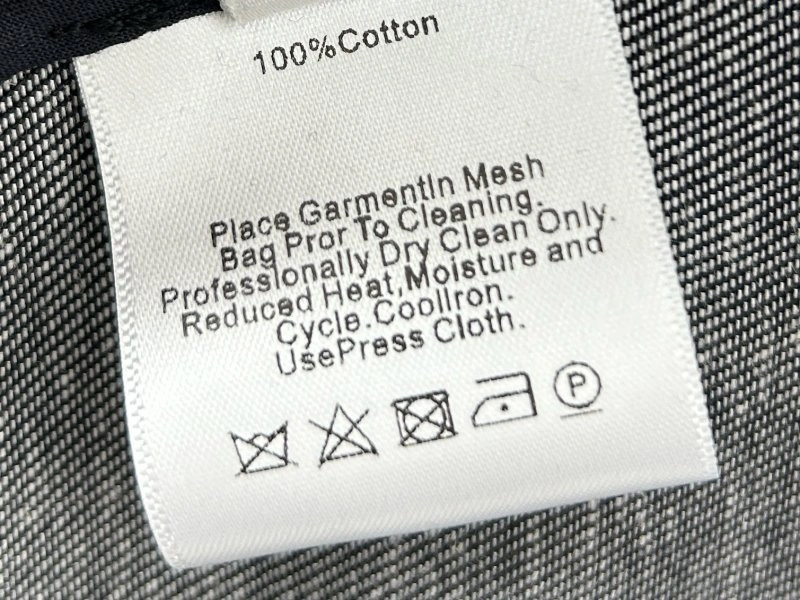 100%Cotton
Place GarmentIn Mesh
Bag Pror To Cleaning.
Professlonally Dry Clean Only.
Reduced Heat,Moisture and
Cycle.CoolIron.
UsePress Cloth.
P